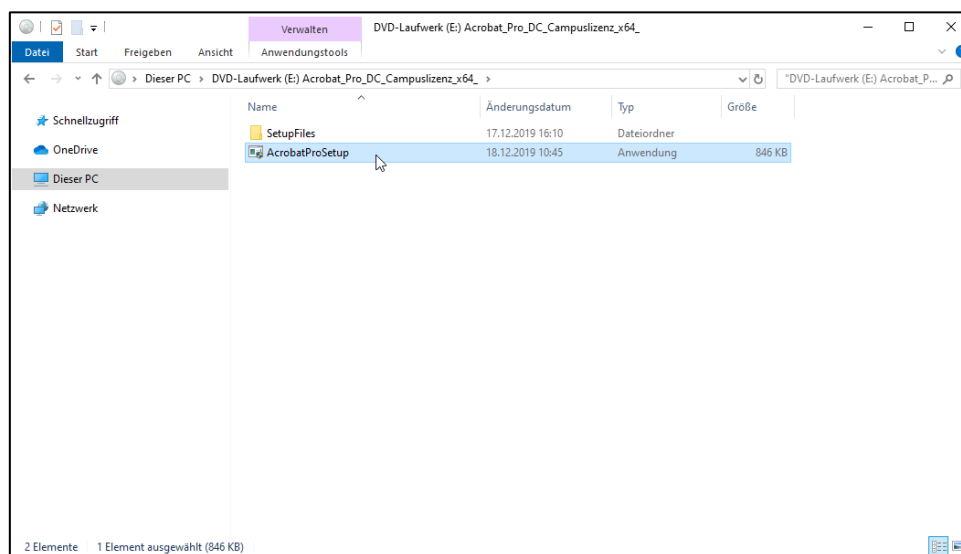 Verwalten DVD-Laufwerk (E:) Acrobat_Pro_DC_Campuslizenz_x64_
Datei Start Freigeben Ansicht Anwendungstools
Dieser PC > DVD-Laufwerk (E:) Acrobat_Pro_DC_Campuslizenz_x64_ > "DVD-Laufwerk (E:) Acrobat_P...
Name Änderungsdatum Typ Größe
Schnellzugriff
OneDrive
Dieser PC
Netzwerk
SetupFiles 17.12.2019 16:10 Dateiordner
AcrobatProSetup 18.12.2019 10:45 Anwendung 846 KB
2 Elemente 1 Element ausgewählt (846 KB)